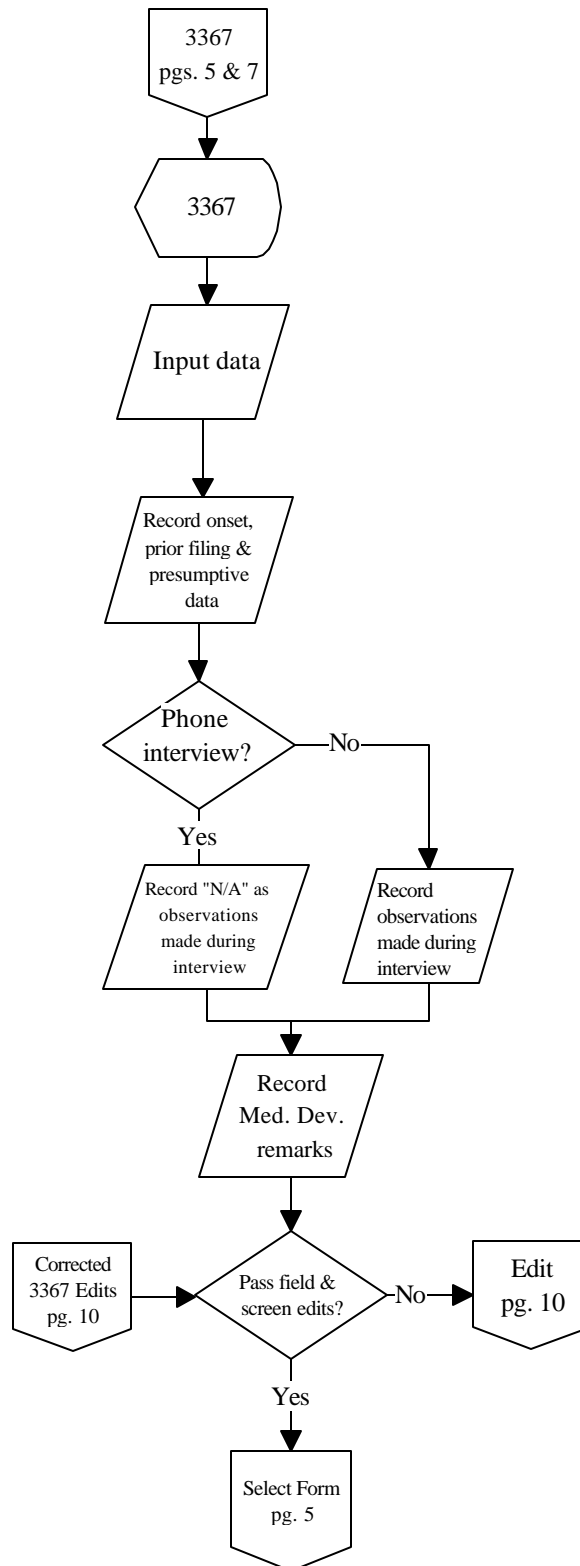 3367
pgs. 5 & 7
3367
Input data
Record onset,
prior filing &
presumptive
data
Phone
interview?
No
Yes
Record "N/A" as
observations
made during
interview
Record
observations
made during
interview
Record
Med. Dev.
remarks
Corrected
3367 Edits
pg. 10
Pass field &
screen edits?
No
Edit
pg. 10
Yes
Select Form
pg. 5